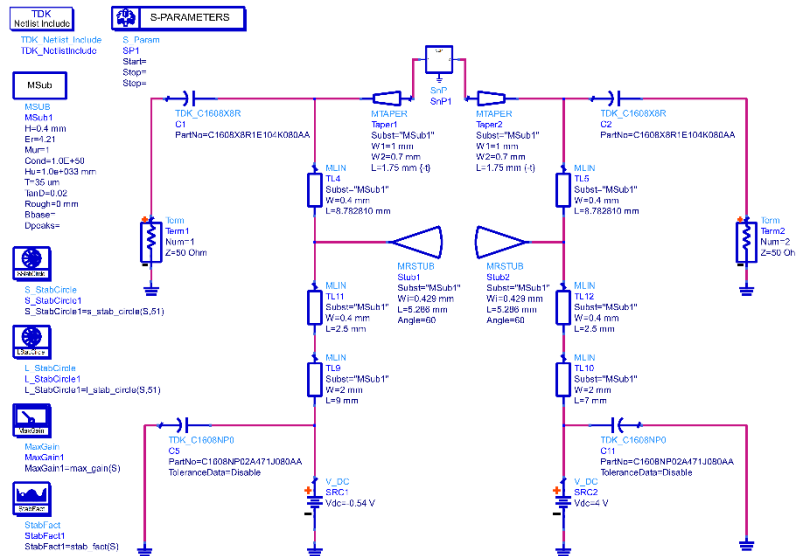 TDK
Netlist Include
TDK_Netlist_Include
TDK_NetlistInclude
S-PARAMETERS
S_Param
SP1
Start=
Stop=
Stop=
MSub
MSUB
MSub1
H=0.4 mm
Er=4.21
Mur=1
Cond=1.0E+50
Hu=1.0e+033 mm
T=35 um
TanD=0.02
Rough=0 mm
Bbase=
Dpeaks=
S_StabCircle
S_StabCircle1
S_StabCircle1=s_stab_circle(S,51)
L_StabCircle
L_StabCircle1
L_StabCircle1=l_stab_circle(S,51)
MaxGain
MaxGain
MaxGain1
MaxGain1=max_gain(S)
StabFact
StabFact
StabFact1
StabFact1=stab_fact(S)
TDK_C1608X8R
C1
PartNo=C1608X8R1E104K080AA
MTAPER
Taper1
Subst="MSub1"
W1=1 mm
W2=0.7 mm
L=1.75 mm {-t}
SnP
SnP1
MTAPER
Taper2
Subst="MSub1"
W1=1 mm
W2=0.7 mm
L=1.75 mm {-t}
TDK_C1608X8R
C2
PartNo=C1608X8R1E104K080AA
Term
Term1
Num=1
Z=50 Ohm
MLIN
TL4
Subst="MSub1"
W=0.4 mm
L=8.782810 mm
MLIN
TL5
Subst="MSub1"
W=0.4 mm
L=8.782810 mm
Term
Term2
Num=2
Z=50 Oh
MRSTUB
Stub1
Subst="MSub1"
Wi=0.429 mm
L=5.286 mm
Angle=60
MRSTUB
Stub2
Subst="MSub1"
Wi=0.429 mm
L=5.286 mm
Angle=60
MLIN
TL11
Subst="MSub1"
W=0.4 mm
L=2.5 mm
MLIN
TL12
Subst="MSub1"
W=0.4 mm
L=2.5 mm
MLIN
TL9
Subst="MSub1"
W=2 mm
L=9 mm
MLIN
TL10
Subst="MSub1"
W=2 mm
L=7 mm
TDK_C1608NP0
C5
PartNo=C1608NP02A471J080AA
ToleranceData=Disable
TDK_C1608NP0
C11
PartNo=C1608NP02A471J080AA
ToleranceData=Disable
V_DC
SRC1
Vdc=-0.54 V
V_DC
SRC2
Vdc=4 V